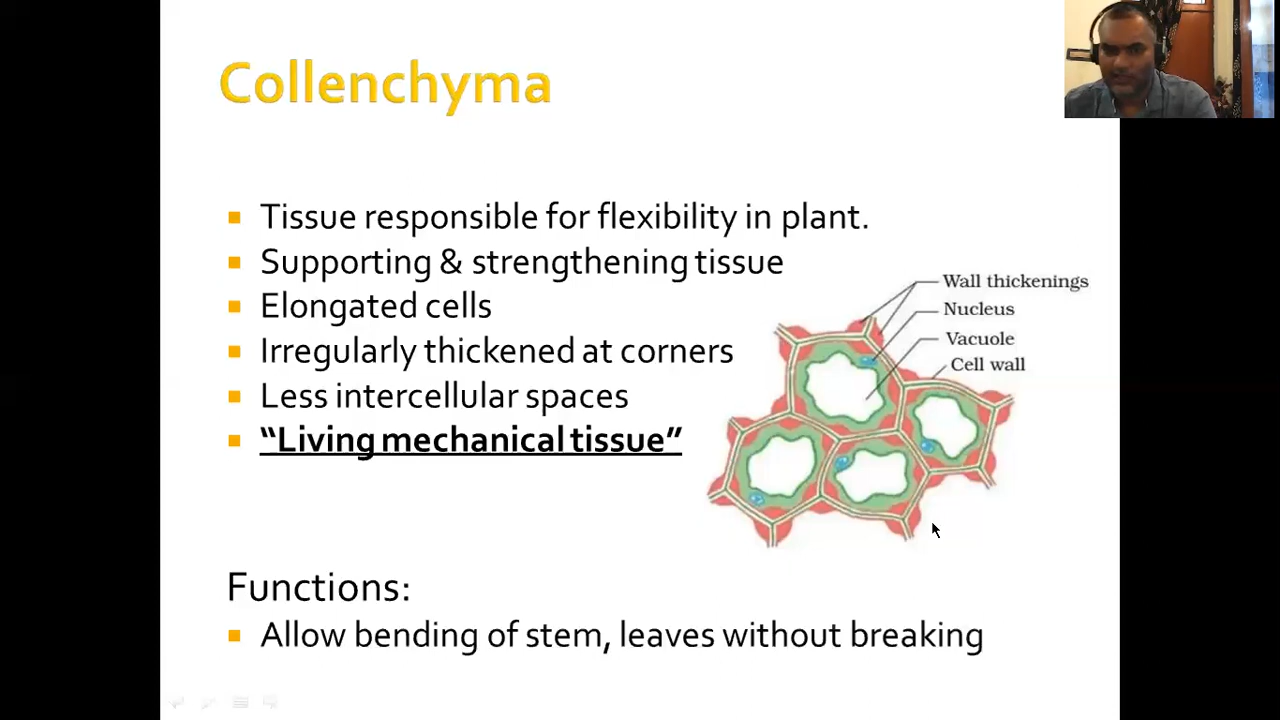 Collenchyma
Tissue responsible for flexibility in plant.
Supporting & strengthening tissue
Elongated cells
Irregularly thickened at corners
Less intercellular spaces
“Living mechanical tissue”
Wall thickenings
Nucleus
Vacuole
Cell wall
Functions:
Allow bending of stem, leaves without breaking